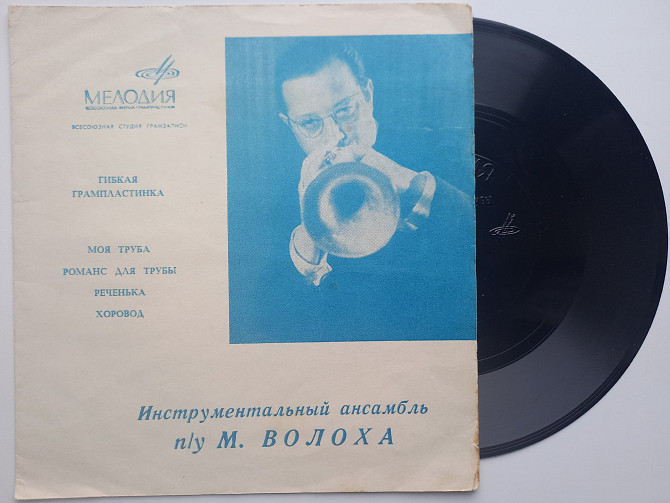 МЕЛОДИЯ
ВСЕСОЮЗНАЯ ФИРМА ГРАМПЛАСТИНОК
ВСЕСОЮЗНАЯ СТУДИЯ ГРАМЗАПИСИ
ГИБКАЯ
ГРАМПЛАСТИНКА
МОЯ ТРУБА
РОМАНС ДЛЯ ТРУБЫ
РЕЧЕНЬКА
ХОРОВОД
Инструментальный ансамбль
п/у М. ВОЛОХА